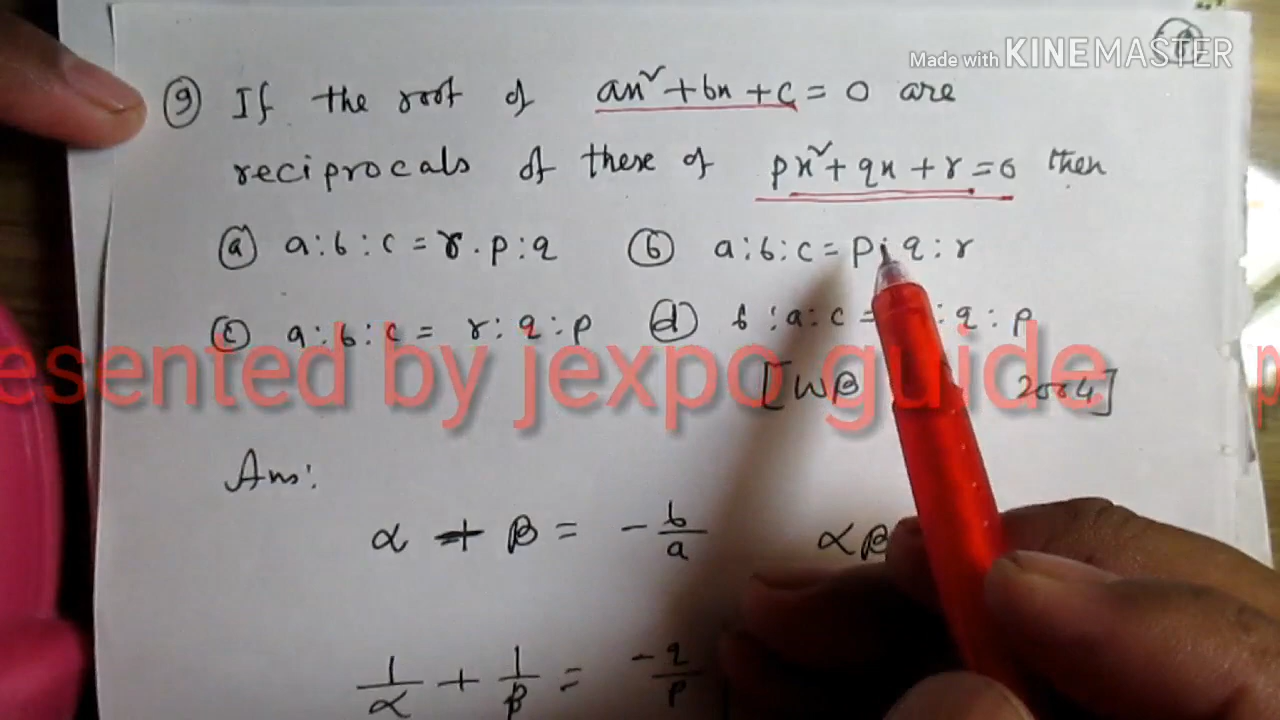 Made with KINEMASTER
⑨ If the root of ax²+bx+c=0 are
reciprocals of these of px²+qx+r=0 then
ⓐ a:b:c=r.p:q ⓑ a:b:c=p:q:r
ⓒ a:b:c= r:q:p ⓓ b:a:c= :q:p
esented by jexpo guide
[WB 2004]
Ans:
α + β = -b/a αβ
1/α + 1/β = -q/p